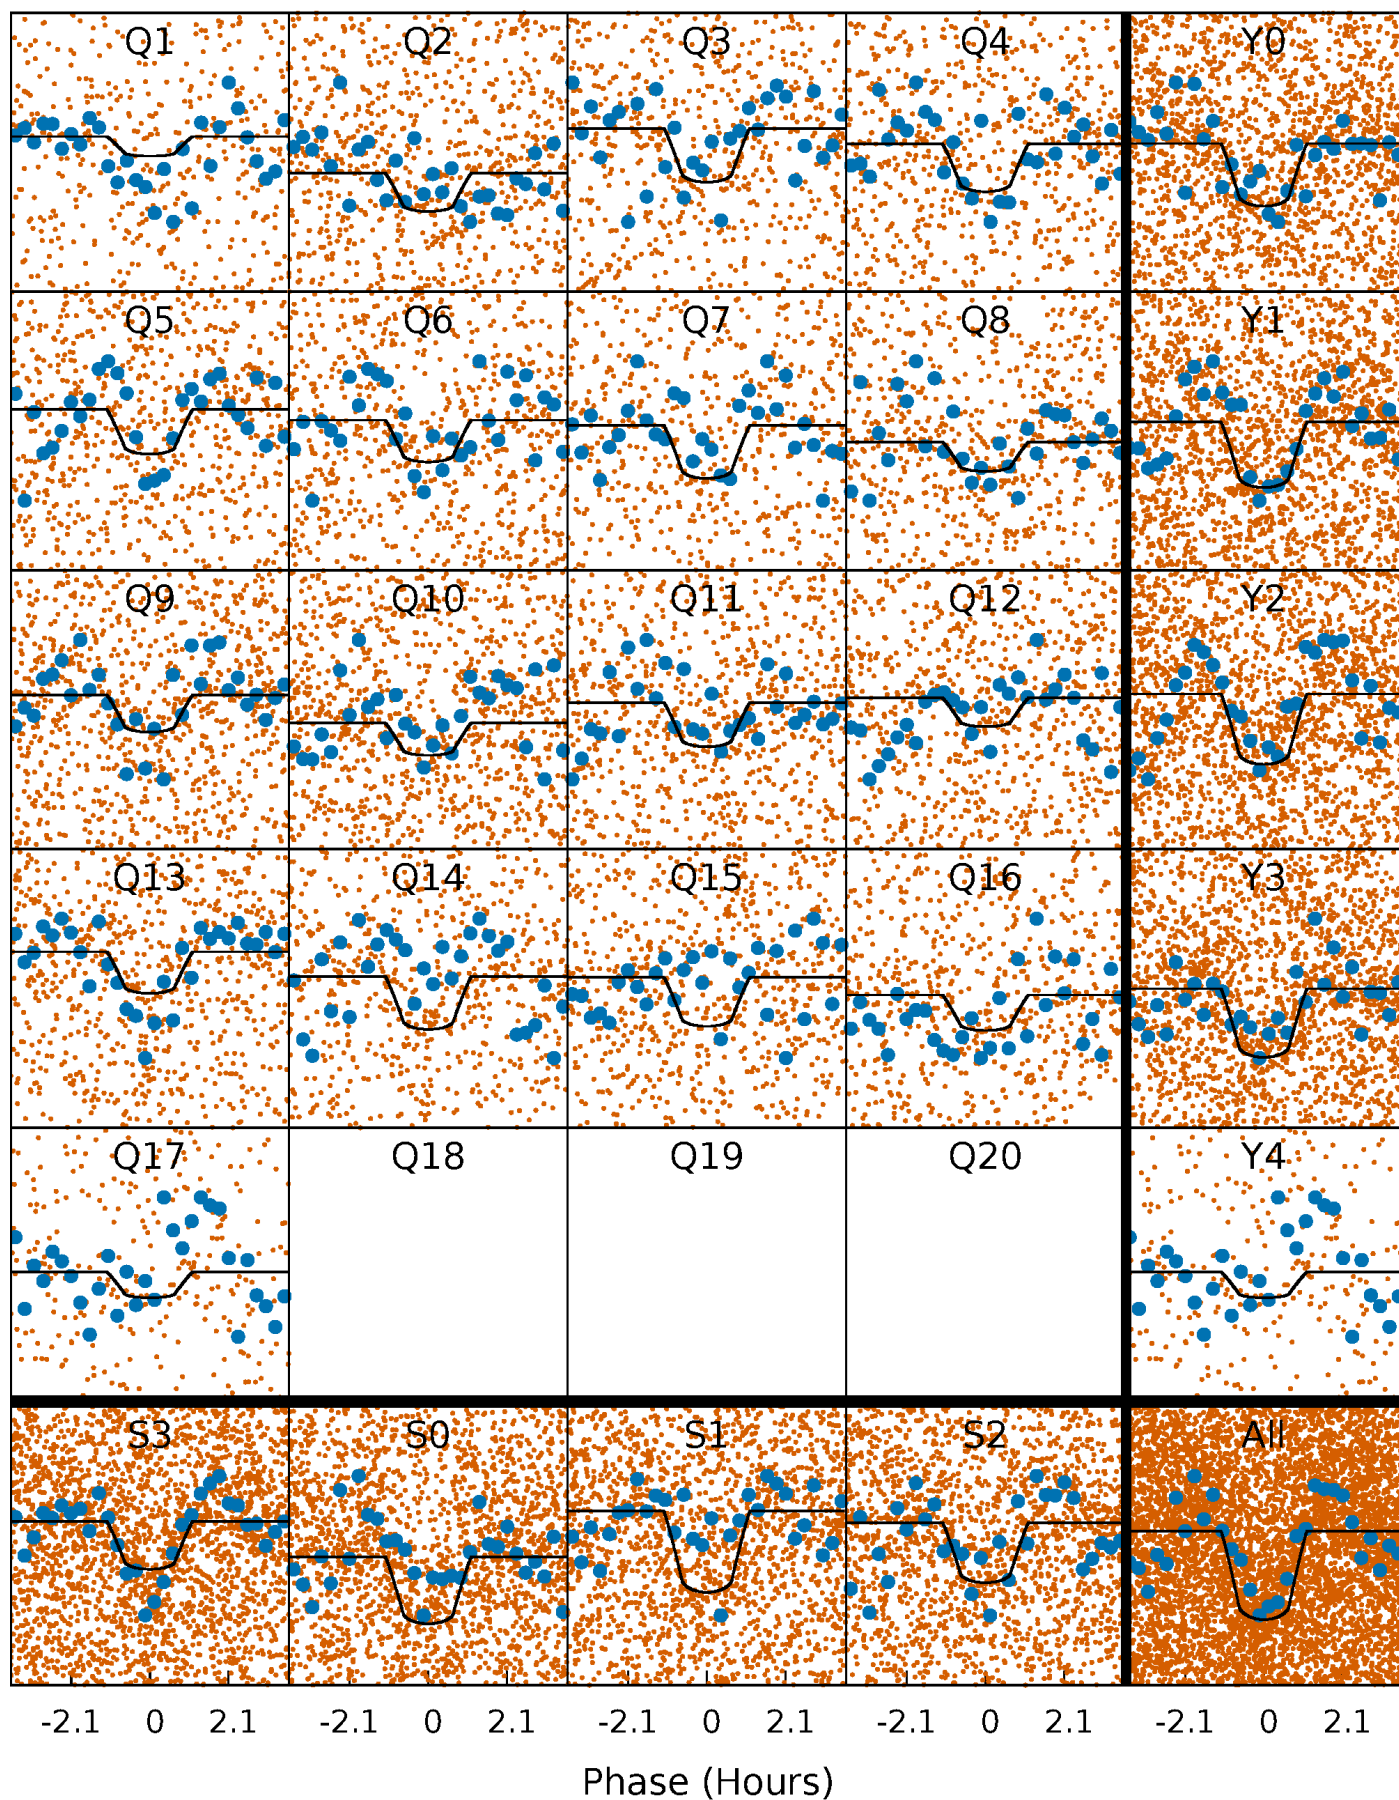 Q1 Q2 Q3 Q4 Y0
Q5 Q6 Q7 Q8 Y1
Q9 Q10 Q11 Q12 Y2
Q13 Q14 Q15 Q16 Y3
Q17 Q18 Q19 Q20 Y4
S3 S0 S1 S2 All
-2.1 0 2.1 -2.1 0 2.1 -2.1 0 2.1 -2.1 0 2.1 -2.1 0 2.1
Phase (Hours)